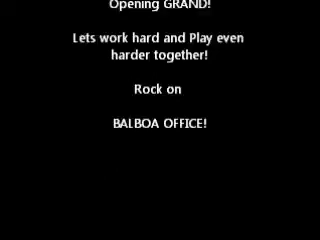 Opening GRAND!
Lets work hard and Play even
harder together!
Rock on
BALBOA OFFICE!